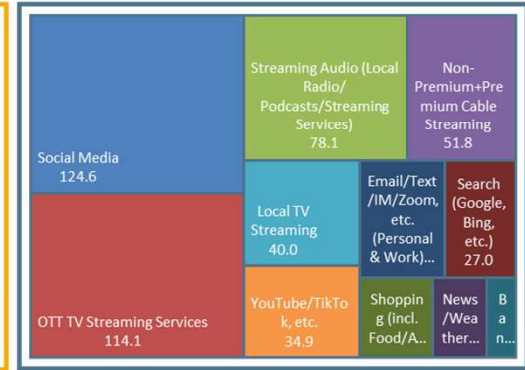 Social Media
124.6
OTT TV Streaming Services
114.1
Streaming Audio (Local
Radio/
Podcasts/Streaming
Services)
78.1
Non-
Premium+Pre
mium Cable
Streaming
51.8
Local TV
Streaming
40.0
YouTube/TikTo
k, etc.
34.9
Email/Text
/IM/Zoom,
etc.
(Personal
& Work)...
Search
(Google,
Bing,
etc.)
27.0
Shoppin
g (incl.
Food/A...
News
/Wea
ther...
B
a
n...